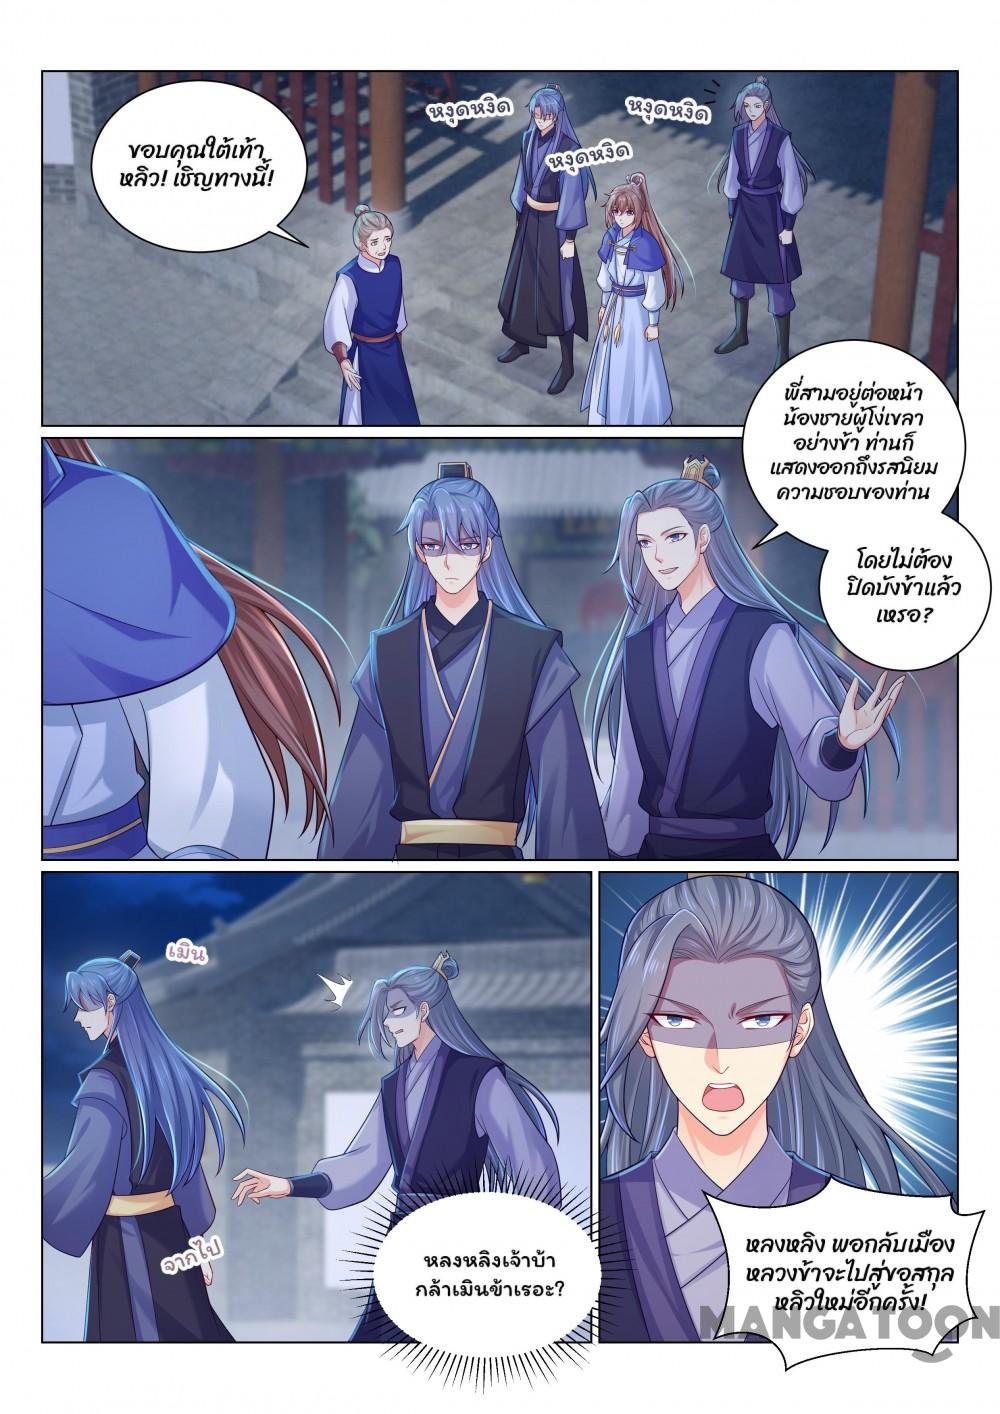 ขอบคุณใต้เท้า
หลิว! เชิญทางนี้!
หงุดหงิด
หงุดหงิด
หงุดหงิด
พี่สามอยู่ต่อหน้า
น้องชายผู้โง่เขลา
อย่างข้า ท่านก็
แสดงออกถึงรสนิยม
ความชอบของท่าน
โดยไม่ต้อง
ปิดบังข้าแล้ว
เหรอ?
เมิน
จากไป
หลงหลิงเจ้าบ้า
กล้าเมินข้าเรอะ?
หลงหลิง พอกลับเมือง
หลวงข้าจะไปสู่ขอสกุล
หลิวใหม่อีกครั้ง!
MANGATOON